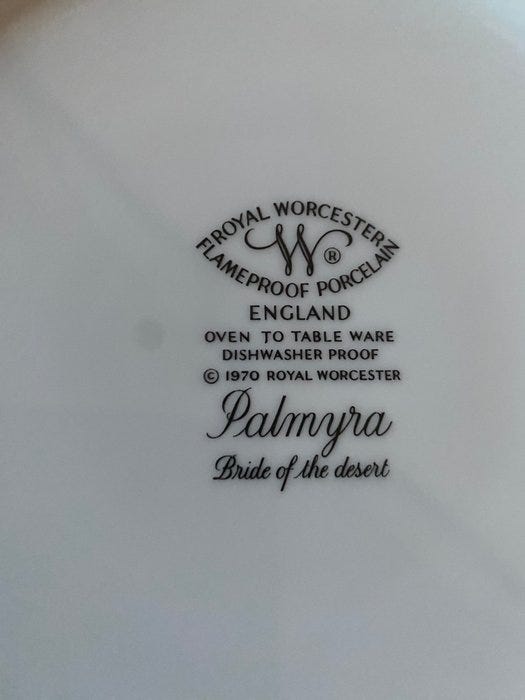 ROYAL WORCESTER
W ®
FLAMEPROOF PORCELAIN
ENGLAND
OVEN TO TABLE WARE
DISHWASHER PROOF
© 1970 ROYAL WORCESTER
Palmyra
Bride of the desert